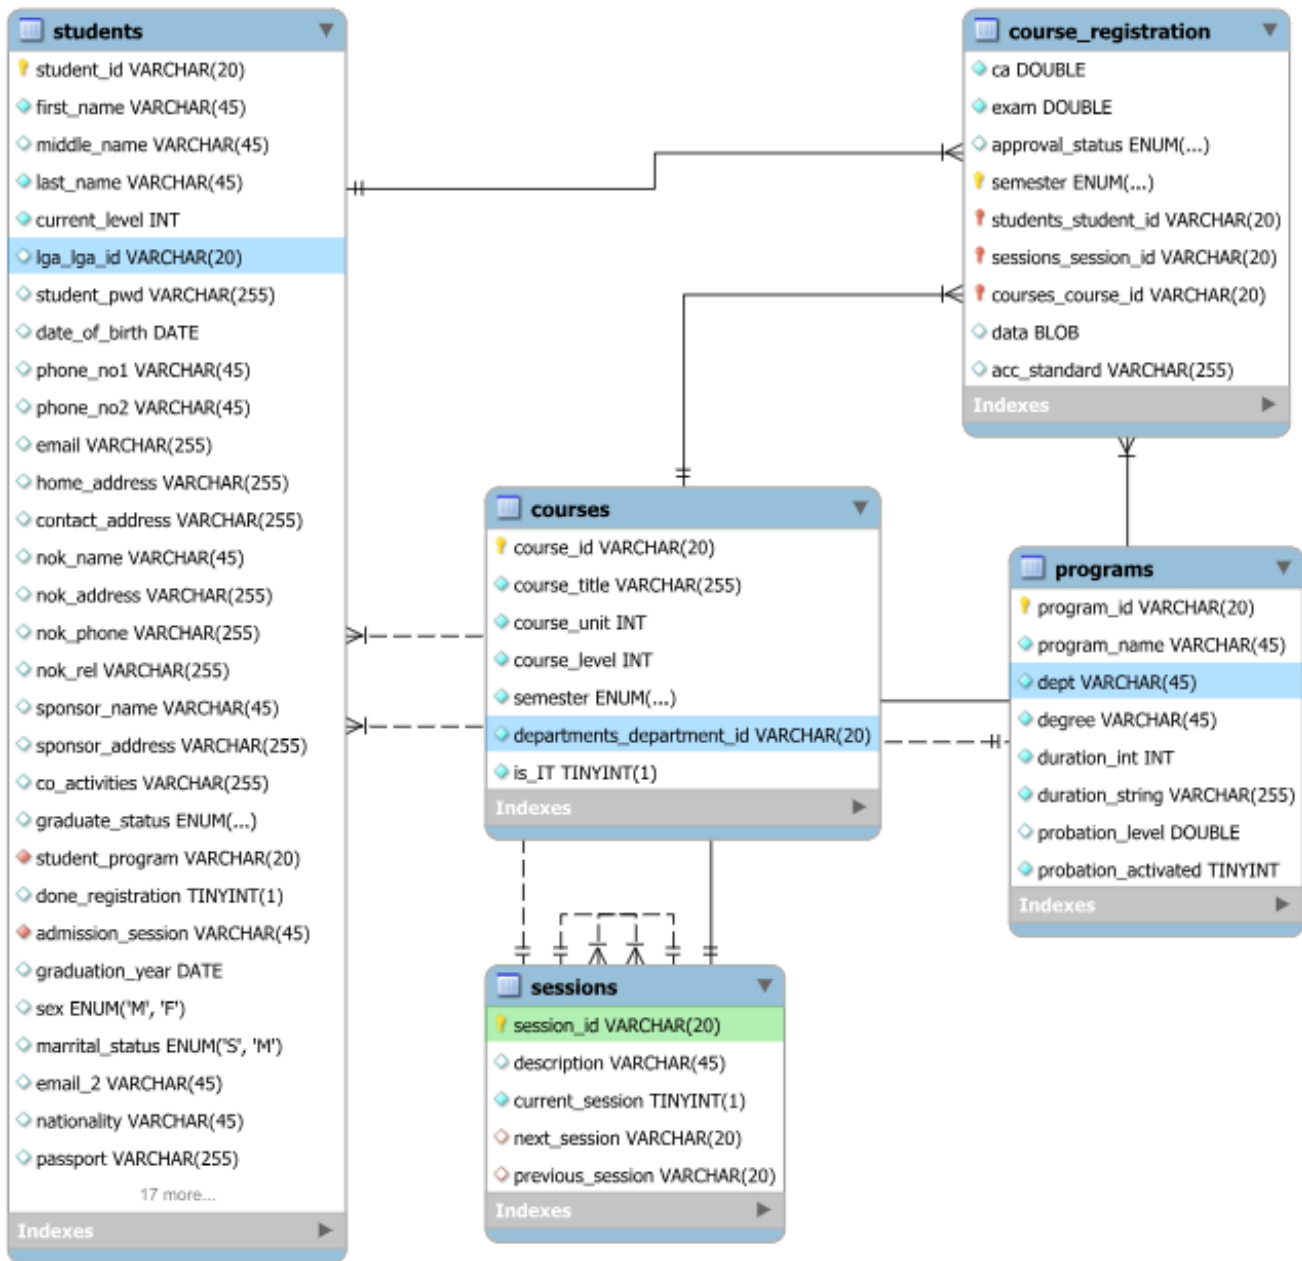 students
student_id VARCHAR(20)
first_name VARCHAR(45)
middle_name VARCHAR(45)
last_name VARCHAR(45)
current_level INT
lga_lga_id VARCHAR(20)
student_pwd VARCHAR(255)
date_of_birth DATE
phone_no1 VARCHAR(45)
phone_no2 VARCHAR(45)
email VARCHAR(255)
home_address VARCHAR(255)
contact_address VARCHAR(255)
nok_name VARCHAR(45)
nok_address VARCHAR(255)
nok_phone VARCHAR(255)
nok_rel VARCHAR(255)
sponsor_name VARCHAR(45)
sponsor_address VARCHAR(255)
co_activities VARCHAR(255)
graduate_status ENUM(...)
student_program VARCHAR(20)
done_registration TINYINT(1)
admission_session VARCHAR(45)
graduation_year DATE
sex ENUM('M', 'F')
marrital_status ENUM('S', 'M')
email_2 VARCHAR(45)
nationality VARCHAR(45)
passport VARCHAR(255)
17 more...
Indexes
course_registration
ca DOUBLE
exam DOUBLE
approval_status ENUM(...)
semester ENUM(...)
students_student_id VARCHAR(20)
sessions_session_id VARCHAR(20)
courses_course_id VARCHAR(20)
data BLOB
acc_standard VARCHAR(255)
Indexes
courses
course_id VARCHAR(20)
course_title VARCHAR(255)
course_unit INT
course_level INT
semester ENUM(...)
departments_department_id VARCHAR(20)
is_IT TINYINT(1)
Indexes
programs
program_id VARCHAR(20)
program_name VARCHAR(45)
dept VARCHAR(45)
degree VARCHAR(45)
duration_int INT
duration_string VARCHAR(255)
probation_level DOUBLE
probation_activated TINYINT
Indexes
sessions
session_id VARCHAR(20)
description VARCHAR(45)
current_session TINYINT(1)
next_session VARCHAR(20)
previous_session VARCHAR(20)
Indexes